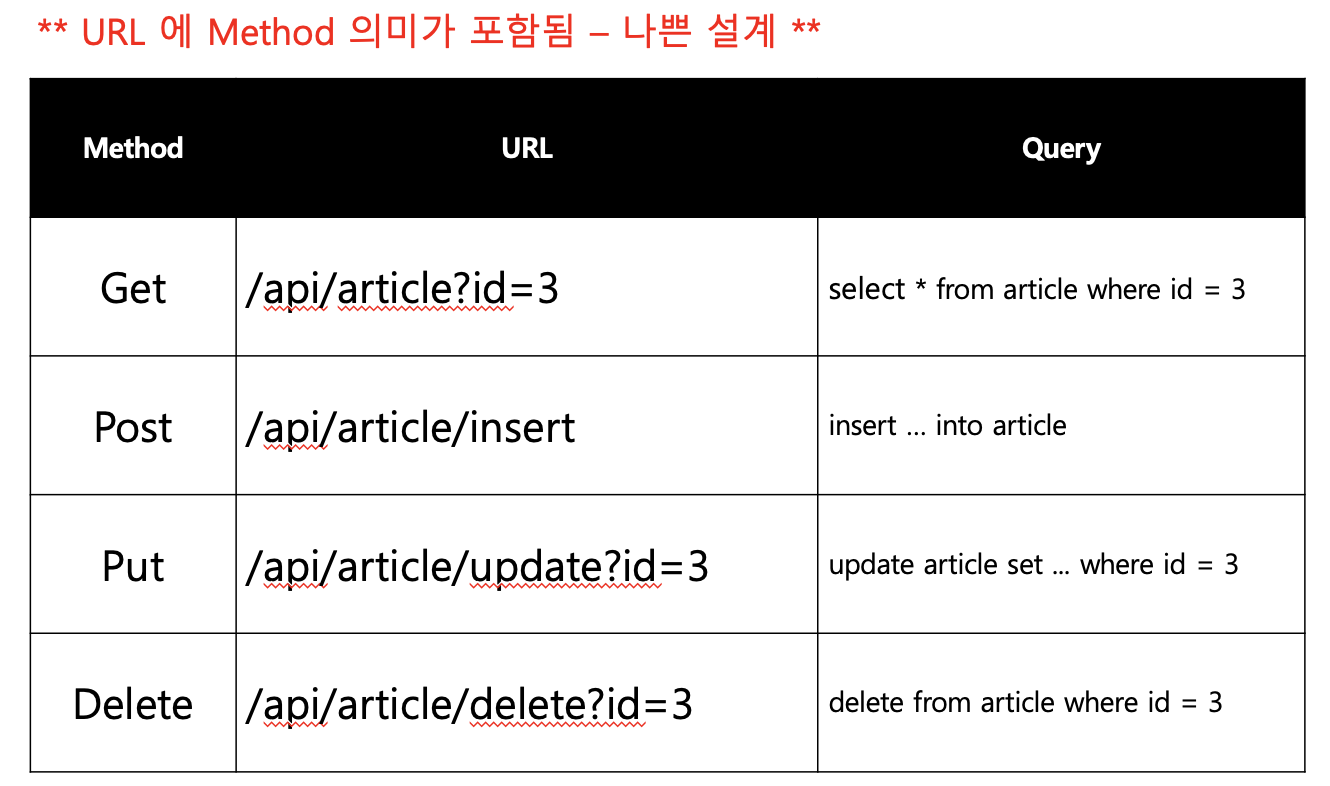 ** URL 에 Method 의미가 포함됨 – 나쁜 설계 **
Method URL Query
Get /api/article?id=3 select * from article where id = 3
Post /api/article/insert insert ... into article
Put /api/article/update?id=3 update article set ... where id = 3
Delete /api/article/delete?id=3 delete from article where id = 3